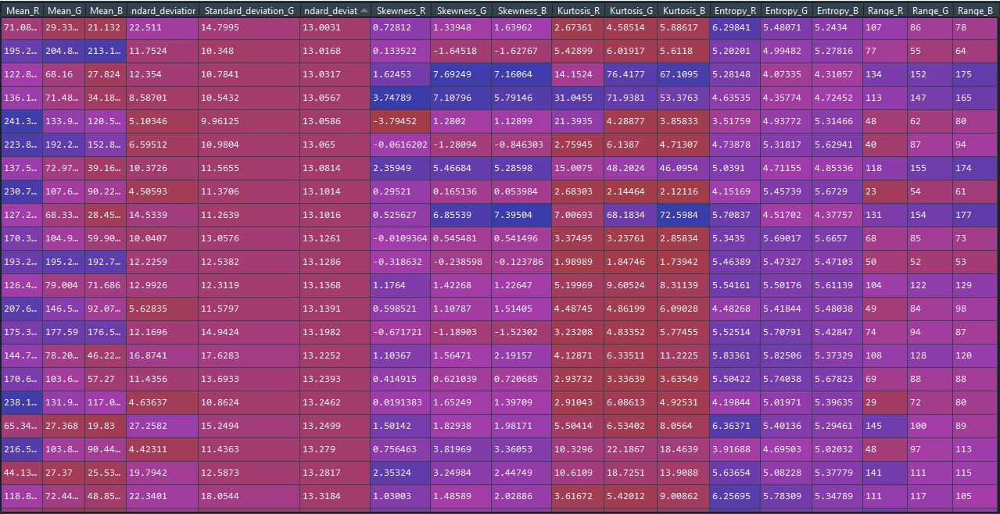 Mean_R Mean_G Mean_B ndard_deviation Standard_deviation_G ndard_deviat Skewness_R Skewness_G Skewness_B Kurtosis_R Kurtosis_G Kurtosis_B Entropy_R Entropy_G Entropy_B Range_R Range_G Range_B
71.08… 29.33… 21.132 22.511 14.7995 13.0031 0.72812 1.33948 1.63962 2.67361 4.58514 5.88617 6.29841 5.48071 5.2434 107 86 78
195.2… 204.8… 213.1… 11.7524 10.348 13.0168 0.133522 -1.64518 -1.62767 5.42899 6.01917 5.6118 5.20201 4.99482 5.27816 77 55 64
122.8… 68.16 27.824 12.354 10.7841 13.0317 1.62453 7.69249 7.16064 14.1524 76.4177 67.1095 5.28148 4.07335 4.31057 134 152 175
136.1… 71.48… 34.18… 8.58701 10.5432 13.0567 3.74789 7.10796 5.79146 31.0455 71.9381 53.3763 4.63535 4.35774 4.72452 113 147 165
241.3… 133.9… 120.5… 5.10346 9.96125 13.0586 -3.79452 1.2802 1.12899 21.3935 4.28877 3.85833 3.51759 4.93772 5.31466 48 62 80
223.8… 192.2… 152.8… 6.59512 10.9804 13.065 -0.0616202 -1.28094 -0.846303 2.75945 6.1387 4.71307 4.73878 5.31817 5.62941 40 87 94
137.5… 72.97… 39.16… 10.3726 11.5655 13.0814 2.35949 5.46684 5.28598 15.0075 48.2024 46.0954 5.0391 4.71155 4.85336 118 155 174
230.7… 107.6… 90.22… 4.50593 11.3706 13.1014 0.29521 0.165136 0.053984 2.68303 2.14464 2.12116 4.15169 5.45739 5.6729 23 54 61
127.2… 68.33… 28.45… 14.5339 11.2639 13.1016 0.525627 6.85539 7.39504 7.00693 68.1834 72.5984 5.70837 4.51702 4.37757 131 154 177
170.3… 104.9… 59.90… 10.0407 13.0576 13.1261 -0.0109364 0.545481 0.541496 3.37495 3.23761 2.85834 5.3435 5.69017 5.6657 68 85 73
193.2… 195.2… 192.7… 12.2259 12.5382 13.1286 -0.318632 -0.238598 -0.123786 1.98989 1.84746 1.73942 5.46389 5.47327 5.47103 50 52 53
126.4… 79.004 71.686 12.9926 12.3119 13.1368 1.1764 1.42268 1.22647 5.19969 9.60524 8.31139 5.54161 5.50176 5.61139 104 122 129
207.6… 146.5… 92.07… 5.62835 11.5797 13.1391 0.598521 1.10787 1.51405 4.48745 4.86199 6.09028 4.48268 5.41844 5.48038 49 84 98
175.3… 177.59 176.5… 12.1696 14.9424 13.1982 -0.671721 -1.18903 -1.52302 3.23208 4.83352 5.77455 5.52514 5.70791 5.42847 74 94 87
144.7… 78.20… 46.22… 16.8741 17.6283 13.2252 1.10367 1.56471 2.19157 4.12871 6.33511 11.2225 5.83361 5.82506 5.37329 108 128 120
170.6… 103.6… 57.27 11.4356 13.6933 13.2393 0.414915 0.621039 0.720685 2.93732 3.33639 3.63549 5.50422 5.74038 5.67823 69 88 88
238.1… 131.9… 117.0… 4.63637 10.8624 13.2462 0.0191383 1.65249 1.39709 2.91043 6.08613 4.92531 4.19844 5.01971 5.39635 29 72 80
65.34… 27.368 19.83 27.2582 15.2494 13.2499 1.50142 1.82938 1.98171 5.50414 6.53402 8.0564 6.36371 5.40136 5.29461 145 100 89
216.5… 103.8… 90.44… 4.42311 11.4363 13.279 0.756463 3.81969 3.36053 10.3296 22.1867 18.4639 3.91688 4.69503 5.02032 48 97 113
44.13… 27.37 25.53… 19.7942 12.5873 13.2817 2.35324 3.24984 2.44749 10.6109 18.7251 13.9088 5.63654 5.08228 5.37779 141 111 115
118.8… 72.44… 48.85… 22.3401 18.0544 13.3184 1.03003 1.48589 2.02886 3.61672 5.42012 9.00862 6.25695 5.78309 5.34789 111 117 105